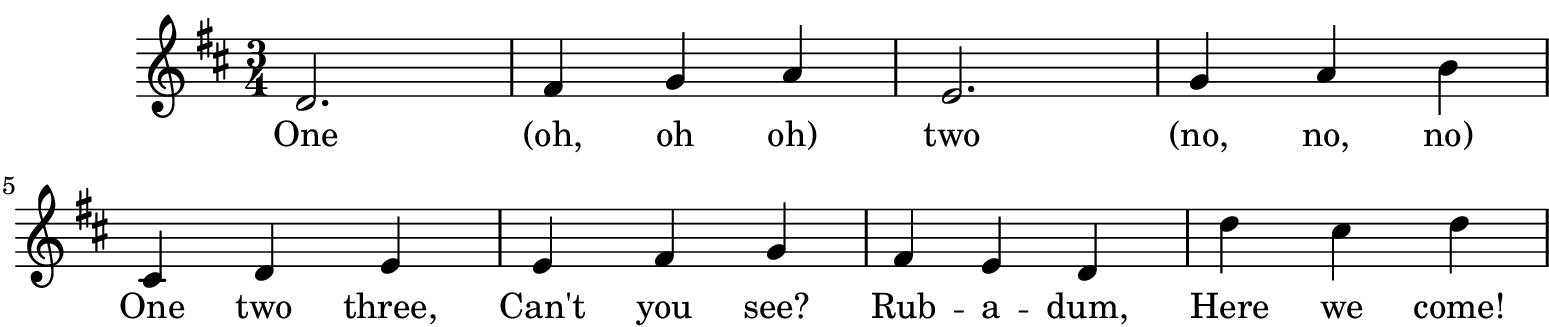 3
4
One (oh, oh oh) two (no, no, no)
5
One two three, Can't you see? Rub - a - dum, Here we come!